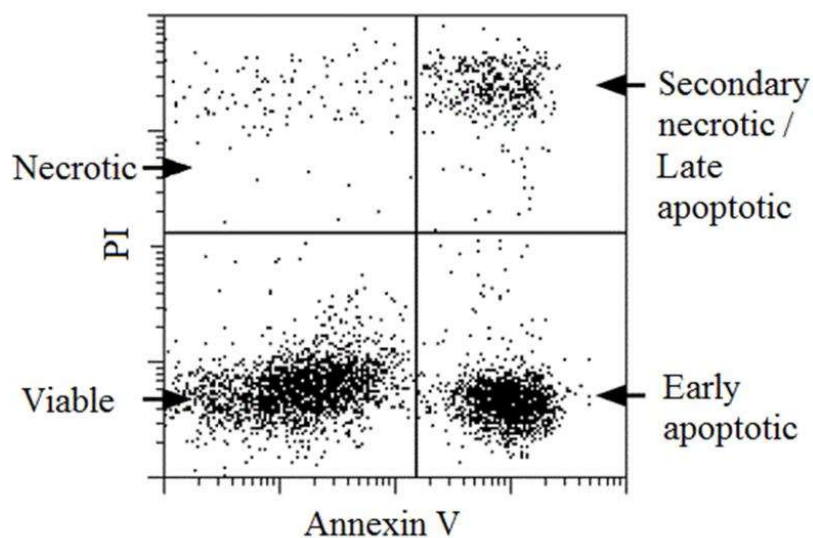 Secondary
necrotic /
Late
apoptotic
Necrotic
PI
Viable
Early
apoptotic
Annexin V